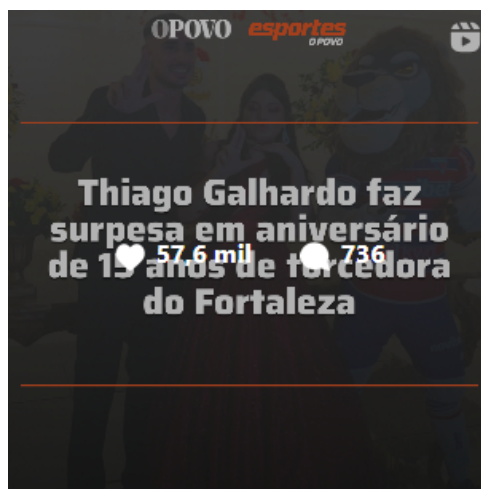 OPOVO esportes
O POVO
Thiago Galhardo faz
surpesa em aniversário
57,6 mil 736
de 15 anos de torcedora
do Fortaleza